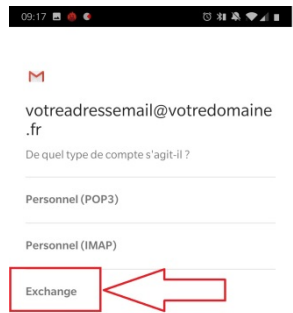 09:17
votreadressemail@votredomaine
.fr
De quel type de compte s'agit-il ?
Personnel (POP3)
Personnel (IMAP)
Exchange